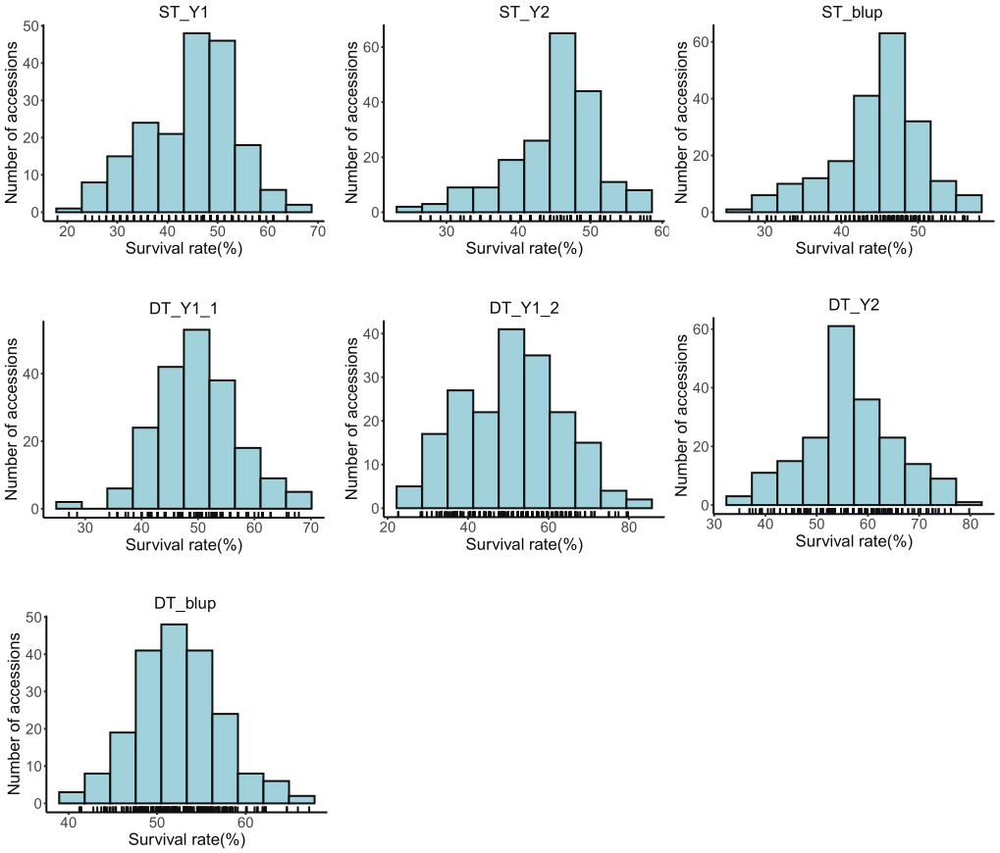 ST_Y1
Number of accessions
50
40
30
20
10
0
20 30 40 50 60 70
Survival rate(%)
ST_Y2
Number of accessions
60
40
20
0
30 40 50 60
Survival rate(%)
ST_blup
Number of accessions
60
40
20
0
30 40 50
Survival rate(%)
DT_Y1_1
Number of accessions
40
20
0
30 40 50 60 70
Survival rate(%)
DT_Y1_2
Number of accessions
40
30
20
10
0
20 40 60 80
Survival rate(%)
DT_Y2
Number of accessions
60
40
20
0
30 40 50 60 70 80
Survival rate(%)
DT_blup
Number of accessions
50
40
30
20
10
0
40 50 60
Survival rate(%)